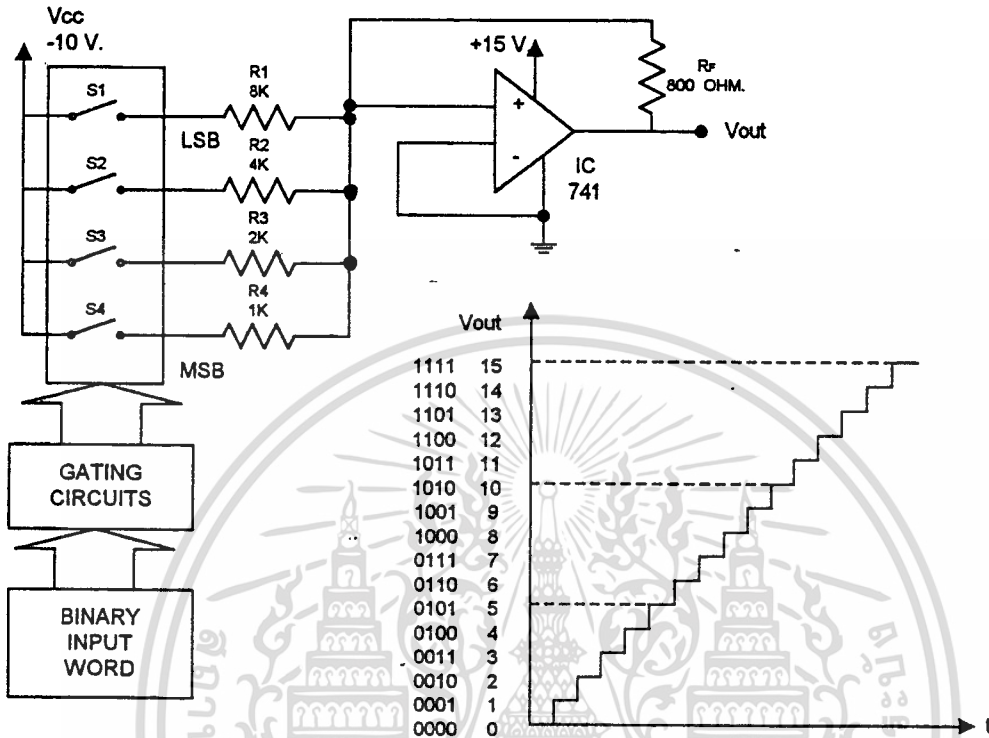 Vcc
-10 V.
S1
S2
S3
S4
R1
8K
LSB
R2
4K
R3
2K
R4
1K
MSB
+15 V
+
-
IC
741
RF
800 OHM.
Vout
GATING
CIRCUITS
BINARY
INPUT
WORD
Vout
1111 15
1110 14
1101 13
1100 12
1011 11
1010 10
1001 9
1000 8
0111 7
0110 6
0101 5
0100 4
0011 3
0010 2
0001 1
0000 0
t